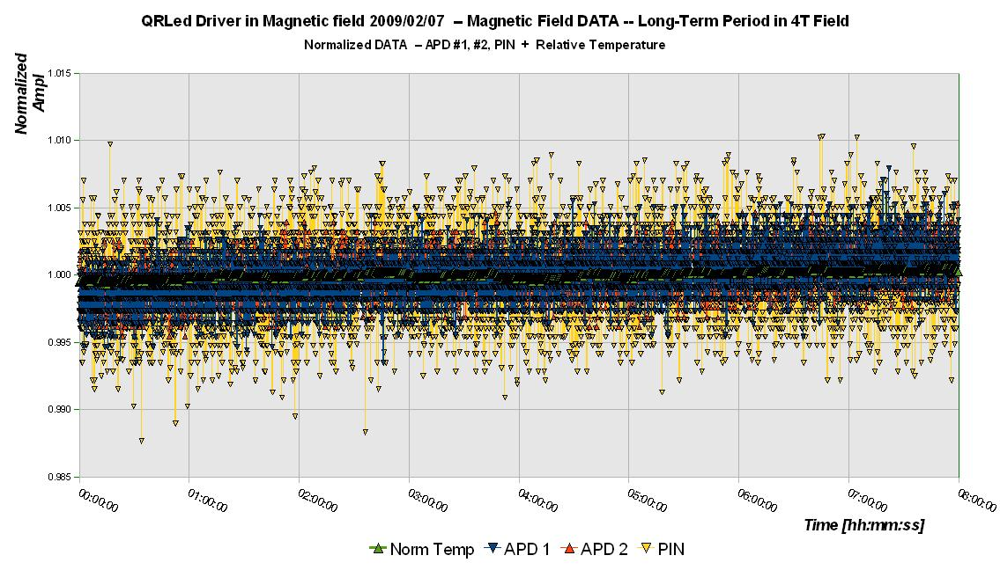 QRLed Driver in Magnetic field 2009/02/07 – Magnetic Field DATA -- Long-Term Period in 4T Field
Normalized DATA – APD #1, #2, PIN + Relative Temperature
Normalized
Ampl
1.015
1.010
1.005
1.000
0.995
0.990
0.985
00:00:00 01:00:00 02:00:00 03:00:00 04:00:00 05:00:00 06:00:00 07:00:00 08:00:00
Time [hh:mm:ss]
Norm Temp APD 1 APD 2 PIN